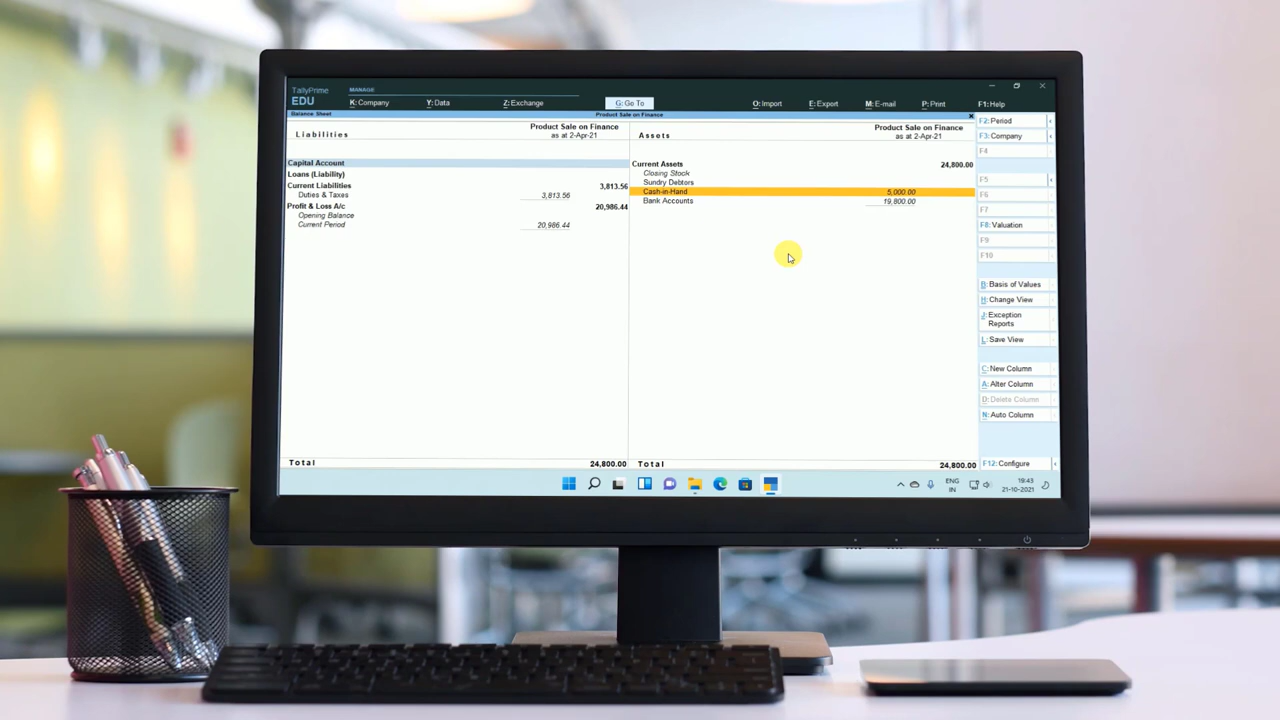 TallyPrime
EDU
MANAGE
K: Company
Y: Data
Z: Exchange
G: Go To
O: Import
E: Export
M: E-mail
P: Print
F1: Help
Balance Sheet
Product Sale on Finance
Liabilities
Product Sale on Finance
as at 2-Apr-21
Assets
Product Sale on Finance
as at 2-Apr-21
Capital Account
Loans (Liability)
Current Liabilities 3,813.56
Duties & Taxes 3,813.56
Profit & Loss A/c 20,986.44
Opening Balance
Current Period 20,986.44
Total 24,800.00
Current Assets 24,800.00
Closing Stock
Sundry Debtors
Cash-in-Hand 5,000.00
Bank Accounts 19,800.00
Total 24,800.00
F2: Period
F3: Company
F4
F5
F6
F7
F8: Valuation
F9
F10
B: Basis of Values
H: Change View
J: Exception
Reports
L: Save View
C: New Column
A: Alter Column
D: Delete Column
N: Auto Column
F12: Configure
ENG
IN
18:43
21-10-2021